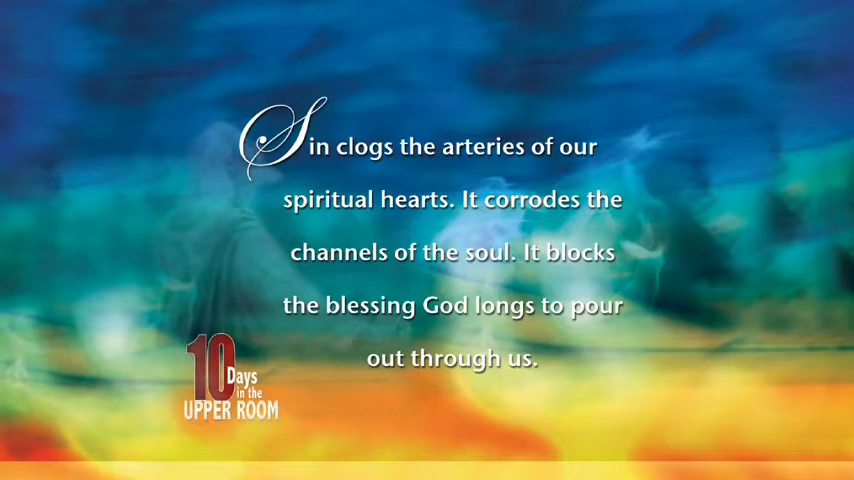 Sin clogs the arteries of our
spiritual hearts. It corrodes the
channels of the soul. It blocks
the blessing God longs to pour
out through us.
10
Days
in the
UPPER ROOM